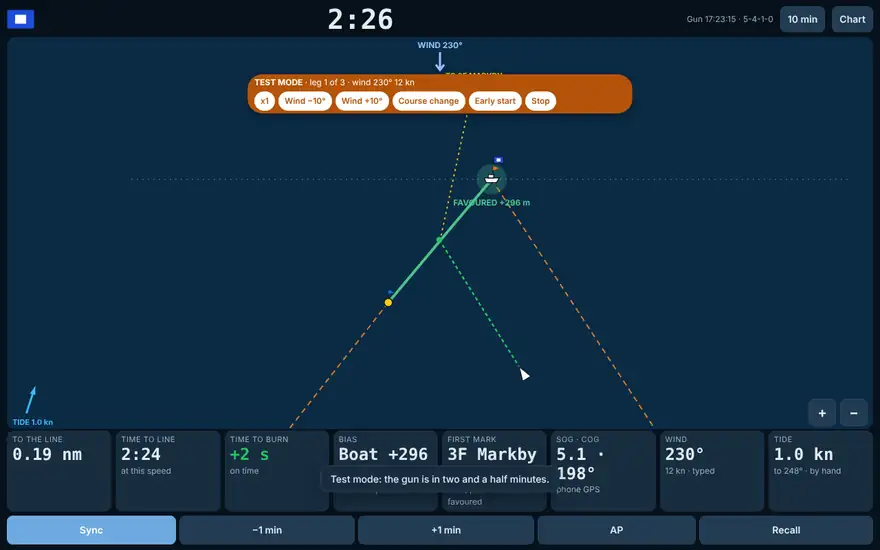 2:26
Gun 17:23:15 · 5-4-1-0
10 min
Chart
WIND 230°
TEST MODE · leg 1 of 3 · wind 230° 12 kn
x1
Wind −10°
Wind +10°
Course change
Early start
Stop
FAVOURED +296 m
TIDE 1.0 kn
+
−
TO THE LINE
0.19 nm
TIME TO LINE
2:24
at this speed
TIME TO BURN
+2 s
on time
BIAS
Boat +296
FIRST MARK
3F Markby
favoured
SOG · COG
5.1 ·
198°
phone GPS
WIND
230°
12 kn · typed
TIDE
1.0 kn
to 248° · by hand
Test mode: the gun is in two and a half minutes.
Sync
−1 min
+1 min
AP
Recall